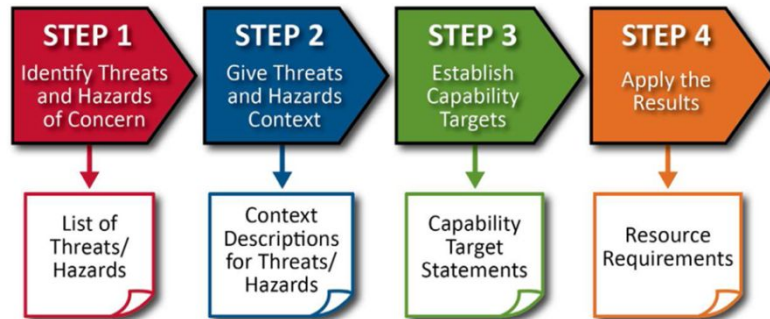 STEP 1
Identify Threats
and Hazards
of Concern
STEP 2
Give Threats
and Hazards
Context
STEP 3
Establish
Capability
Targets
STEP 4
Apply the
Results
List of
Threats/
Hazards
Context
Descriptions
for Threats/
Hazards
Capability
Target
Statements
Resource
Requirements